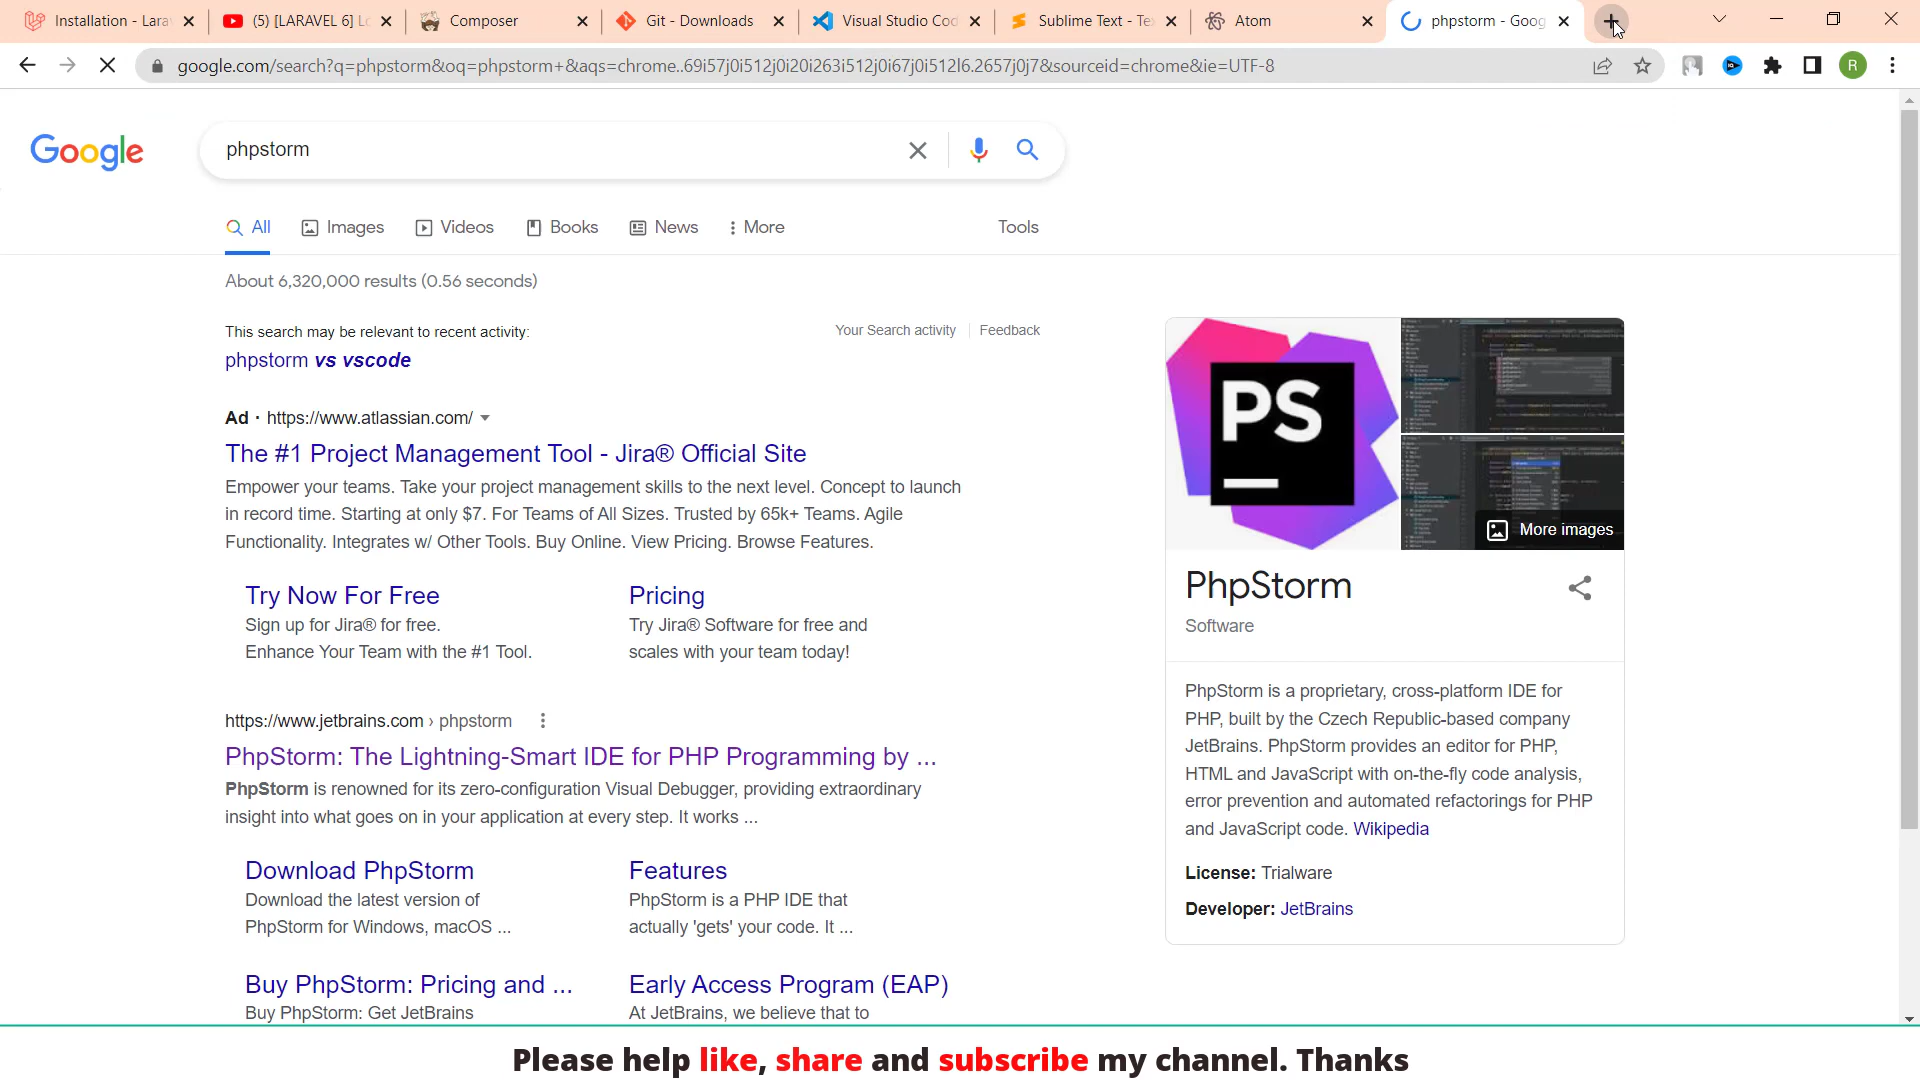 Installation - Lara
(5) [LARAVEL 6] Lo
Composer
Git - Downloads
Visual Studio Cod
Sublime Text - Te
Atom
phpstorm - Goog
google.com/search?q=phpstorm&oq=phpstorm+&aqs=chrome..69i57j0i512j0i20i263i512j0i67j0i512l6.2657j0j7&sourceid=chrome&ie=UTF-8
R
Google
phpstorm
All
Images
Videos
Books
News
More
Tools
About 6,320,000 results (0.56 seconds)
This search may be relevant to recent activity:
Your Search activity
Feedback
phpstorm vs vscode
Ad · https://www.atlassian.com/
The #1 Project Management Tool - Jira® Official Site
Empower your teams. Take your project management skills to the next level. Concept to launch
in record time. Starting at only $7. For Teams of All Sizes. Trusted by 65k+ Teams. Agile
Functionality. Integrates w/ Other Tools. Buy Online. View Pricing. Browse Features.
Try Now For Free
Sign up for Jira® for free.
Enhance Your Team with the #1 Tool.
Pricing
Try Jira® Software for free and
scales with your team today!
https://www.jetbrains.com › phpstorm
PhpStorm: The Lightning-Smart IDE for PHP Programming by ...
PhpStorm is renowned for its zero-configuration Visual Debugger, providing extraordinary
insight into what goes on in your application at every step. It works ...
Download PhpStorm
Download the latest version of
PhpStorm for Windows, macOS ...
Features
PhpStorm is a PHP IDE that
actually 'gets' your code. It ...
Buy PhpStorm: Pricing and ...
Buy PhpStorm: Get JetBrains
Early Access Program (EAP)
At JetBrains, we believe that to
PS
More images
PhpStorm
Software
PhpStorm is a proprietary, cross-platform IDE for
PHP, built by the Czech Republic-based company
JetBrains. PhpStorm provides an editor for PHP,
HTML and JavaScript with on-the-fly code analysis,
error prevention and automated refactorings for PHP
and JavaScript code. Wikipedia
License: Trialware
Developer: JetBrains
Please help like, share and subscribe my channel. Thanks